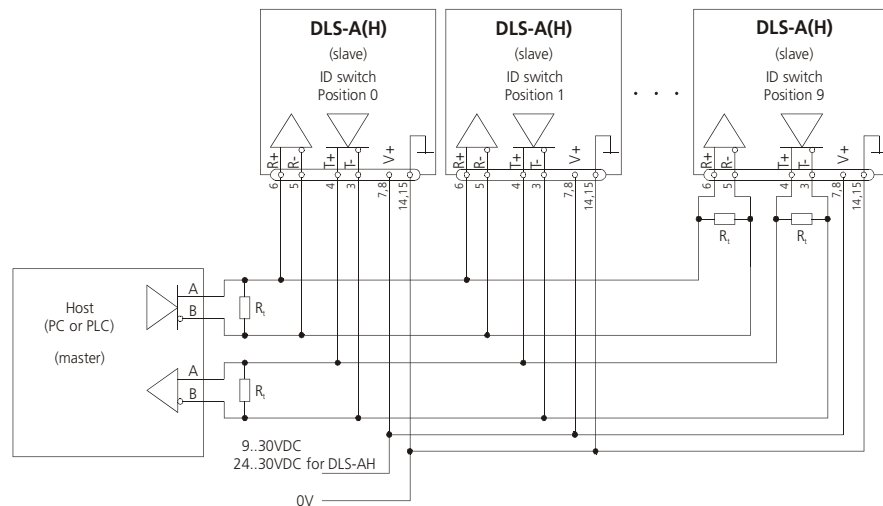 DLS-A(H)
(slave)
ID switch
Position 0
R+
R-
T+
T-
V+
6
5
4
3
7,8
14,15
DLS-A(H)
(slave)
ID switch
Position 1
R+
R-
T+
T-
V+
6
5
4
3
7,8
14,15
. . .
DLS-A(H)
(slave)
ID switch
Position 9
R+
R-
T+
T-
V+
6
5
4
3
7,8
14,15
Rt
Rt
Host
(PC or PLC)
(master)
A
B
Rt
A
B
Rt
9..30VDC
24..30VDC for DLS-AH
0V